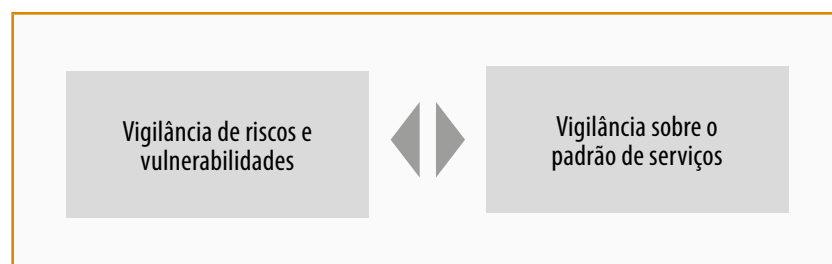 Vigilância de riscos e
vulnerabilidades
Vigilância sobre o
padrão de serviços